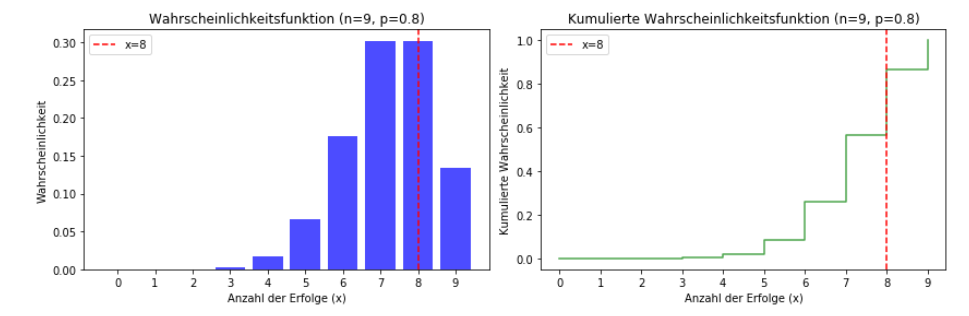 Wahrscheinlichkeitsfunktion (n=9, p=0.8)
x=8
Wahrscheinlichkeit
0.30
0.25
0.20
0.15
0.10
0.05
0.00
0 1 2 3 4 5 6 7 8 9
Anzahl der Erfolge (x)
Kumulierte Wahrscheinlichkeitsfunktion (n=9, p=0.8)
x=8
Kumulierte Wahrscheinlichkeit
1.0
0.8
0.6
0.4
0.2
0.0
0 1 2 3 4 5 6 7 8 9
Anzahl der Erfolge (x)